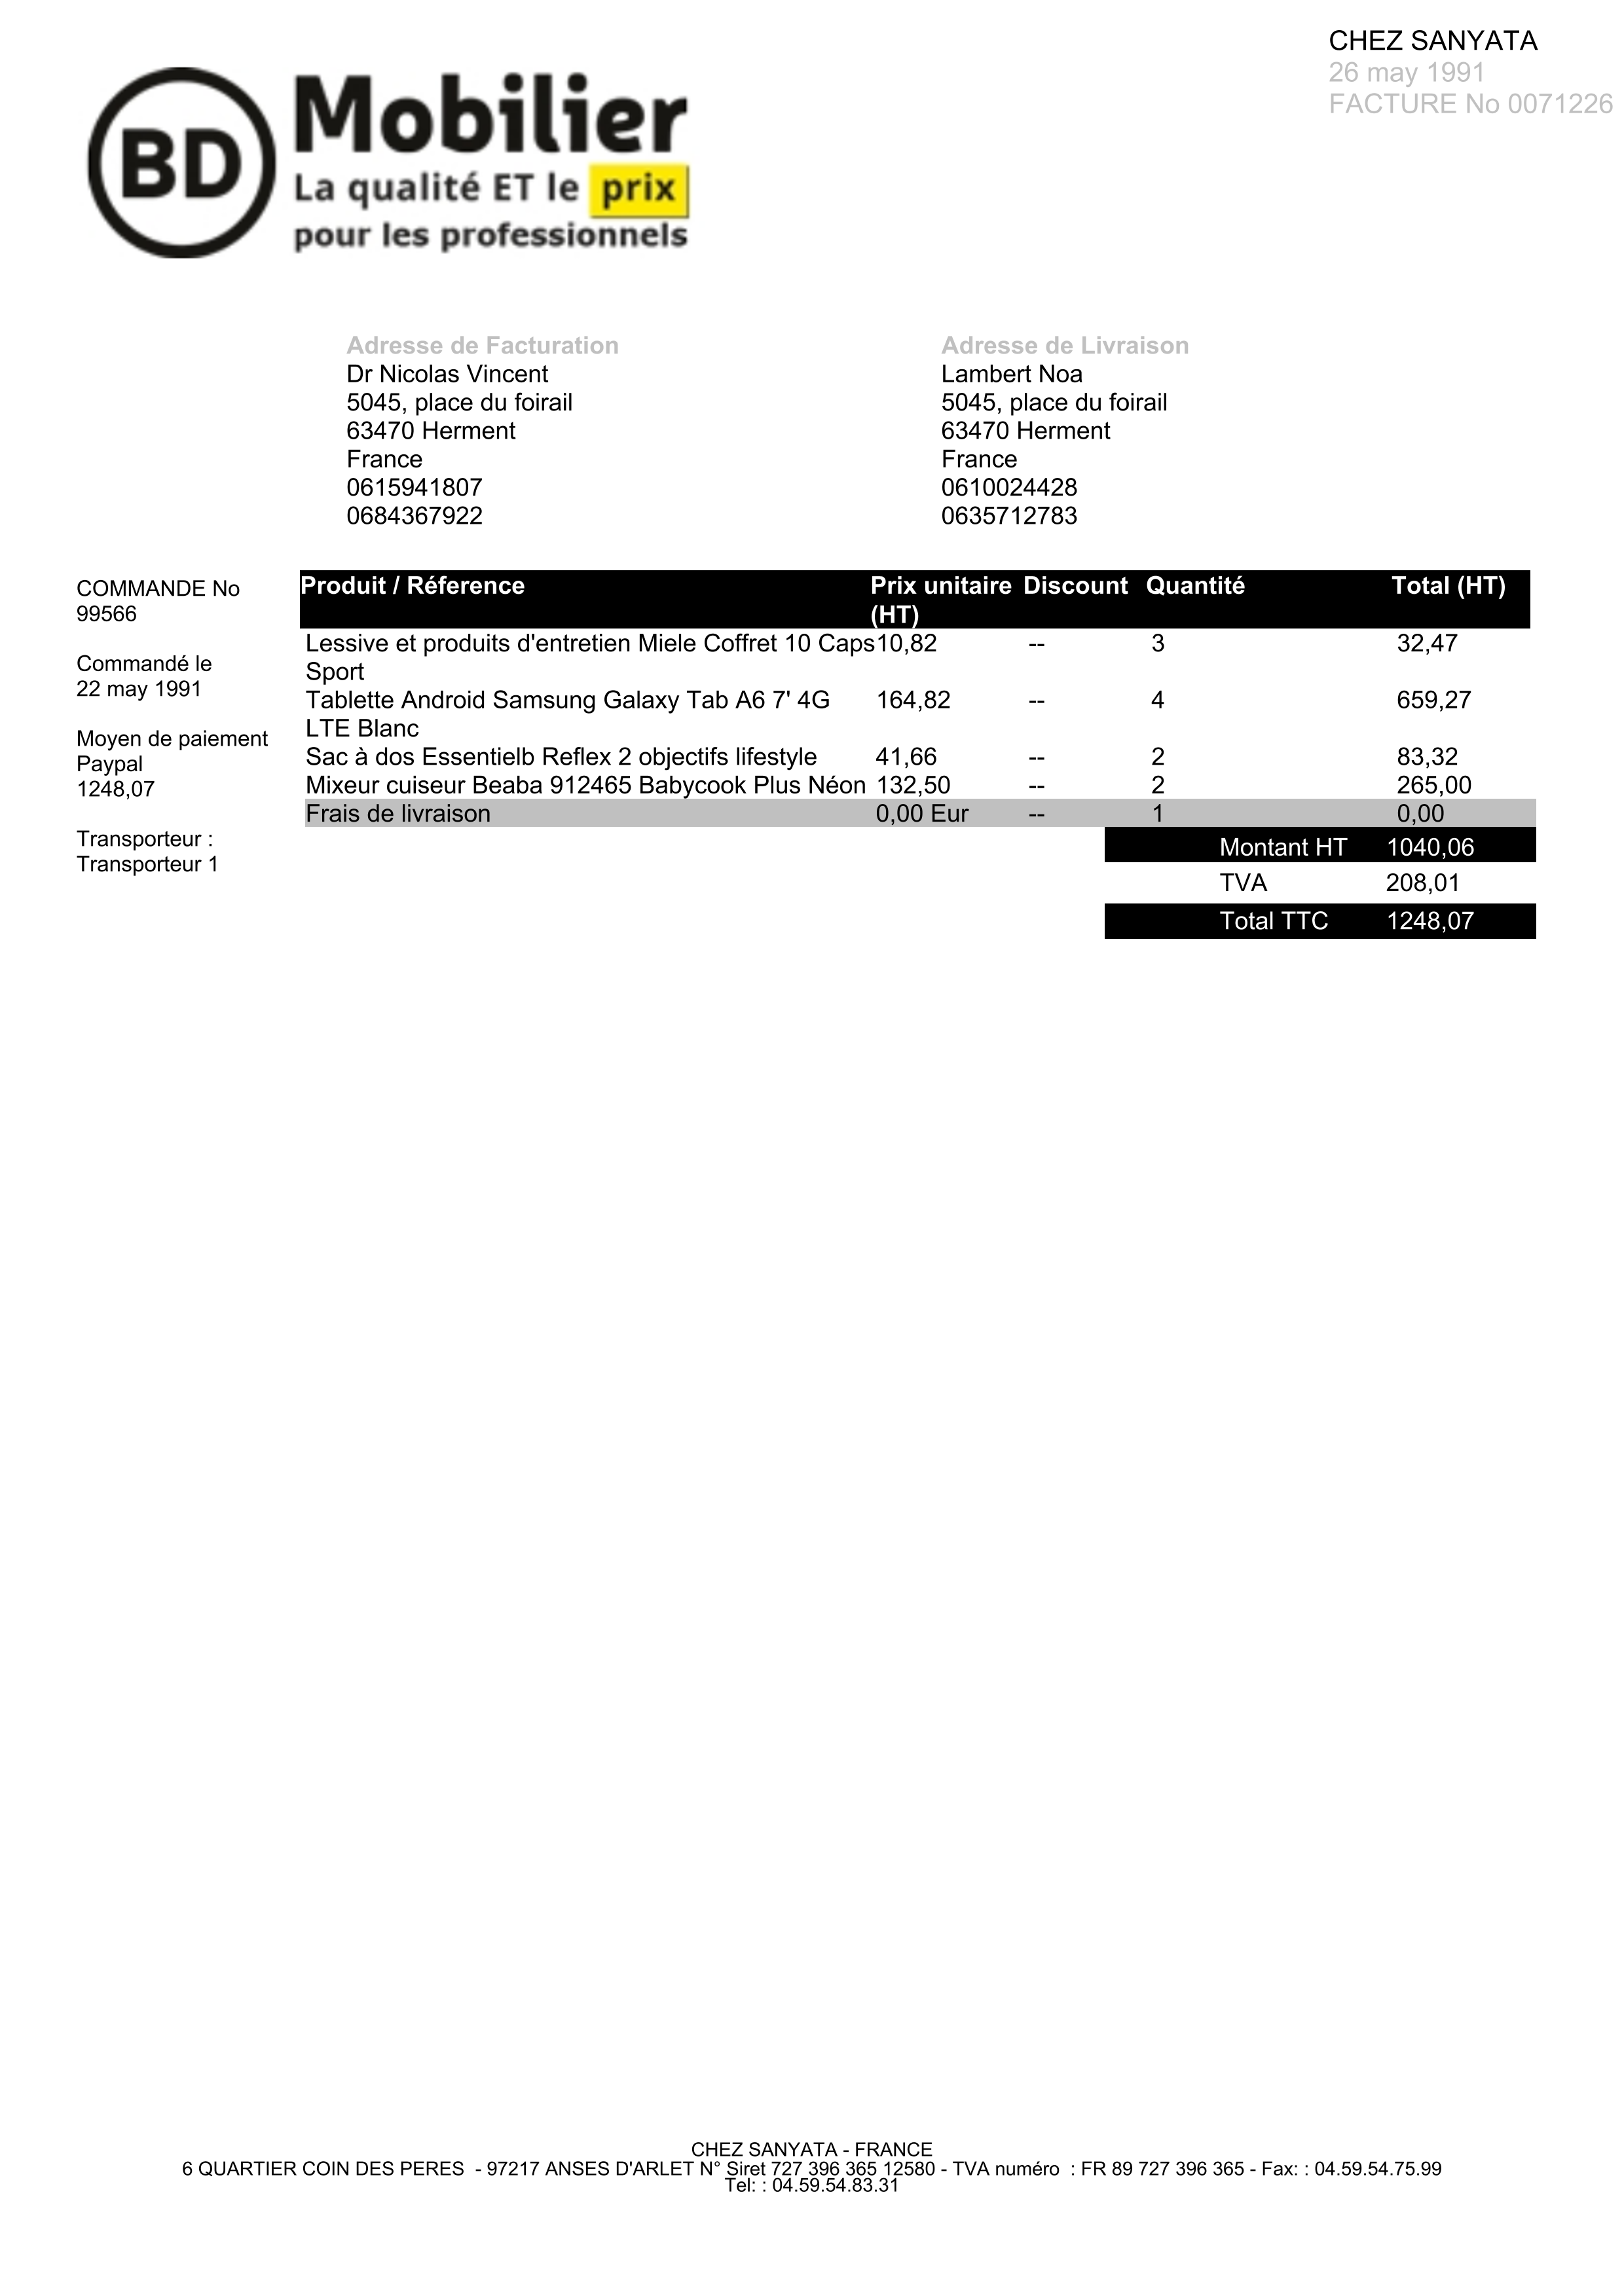 CHEZ SANYATA
26 may 1991
FACTURE No 0071226
BD
Mobilier
La qualité ET le prix
pour les professionnels
Adresse de Facturation
Dr Nicolas Vincent
5045, place du foirail
63470 Herment
France
0615941807
0684367922
Adresse de Livraison
Lambert Noa
5045, place du foirail
63470 Herment
France
0610024428
0635712783
COMMANDE No
99566
Commandé le
22 may 1991
Moyen de paiement
Paypal
1248,07
Transporteur :
Transporteur 1
Produit / Réference Prix unitaire Discount Quantité Total (HT)
(HT)
Lessive et produits d'entretien Miele Coffret 10 Caps 10,82 -- 3 32,47
Sport
Tablette Android Samsung Galaxy Tab A6 7' 4G 164,82 -- 4 659,27
LTE Blanc
Sac à dos Essentielb Reflex 2 objectifs lifestyle 41,66 -- 2 83,32
Mixeur cuiseur Beaba 912465 Babycook Plus Néon 132,50 -- 2 265,00
Frais de livraison 0,00 Eur -- 1 0,00
Montant HT 1040,06
TVA 208,01
Total TTC 1248,07
CHEZ SANYATA - FRANCE
6 QUARTIER COIN DES PERES - 97217 ANSES D'ARLET N° Siret 727 396 365 12580 - TVA numéro : FR 89 727 396 365 - Fax: : 04.59.54.75.99
Tel: : 04.59.54.83.31